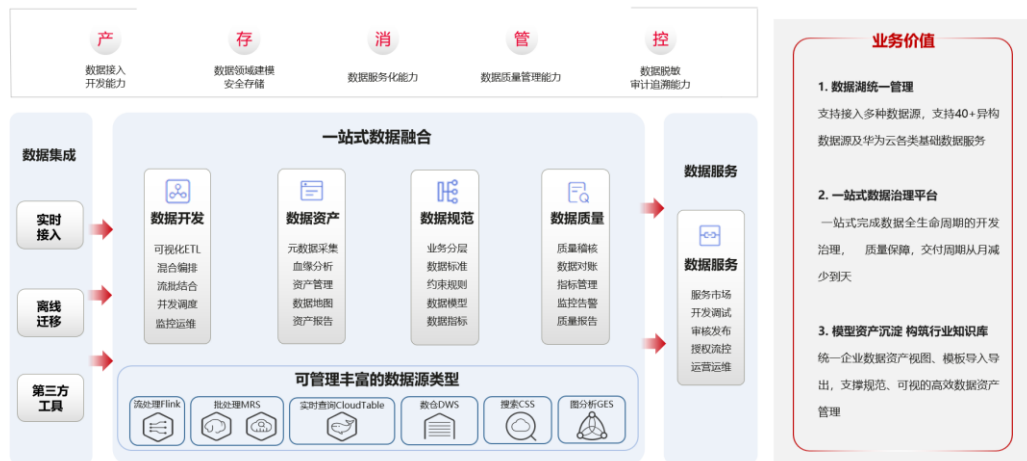 产
存
消
管
控
数据接入
开发能力
数据领域建模
安全存储
数据服务化能力
数据质量管理能力
数据脱敏
审计追溯能力
数据集成
实时
接入
离线
迁移
第三方
工具
一站式数据融合
数据开发
可视化ETL
混合编排
流批结合
并发调度
监控运维
数据资产
元数据采集
血缘分析
资产管理
数据地图
资产报告
数据规范
业务分层
数据标准
约束规则
数据模型
数据指标
数据质量
质量稽核
数据对账
指标管理
监控告警
质量报告
可管理丰富的数据源类型
流处理Flink
批处理MRS
实时查询CloudTable
数仓DWS
搜索CSS
图分析GES
数据服务
数据服务
服务市场
开发调试
审核发布
授权流控
运营运维
业务价值
1. 数据湖统一管理
支持接入多种数据源，支持40+异构
数据源及华为云各类基础数据服务
2. 一站式数据治理平台
一站式完成数据全生命周期的开发
治理， 质量保障，交付周期从月减
少到天
3. 模型资产沉淀 构筑行业知识库
统一企业数据资产视图、模板导入导
出，支撑规范、可视的高效数据资产
管理